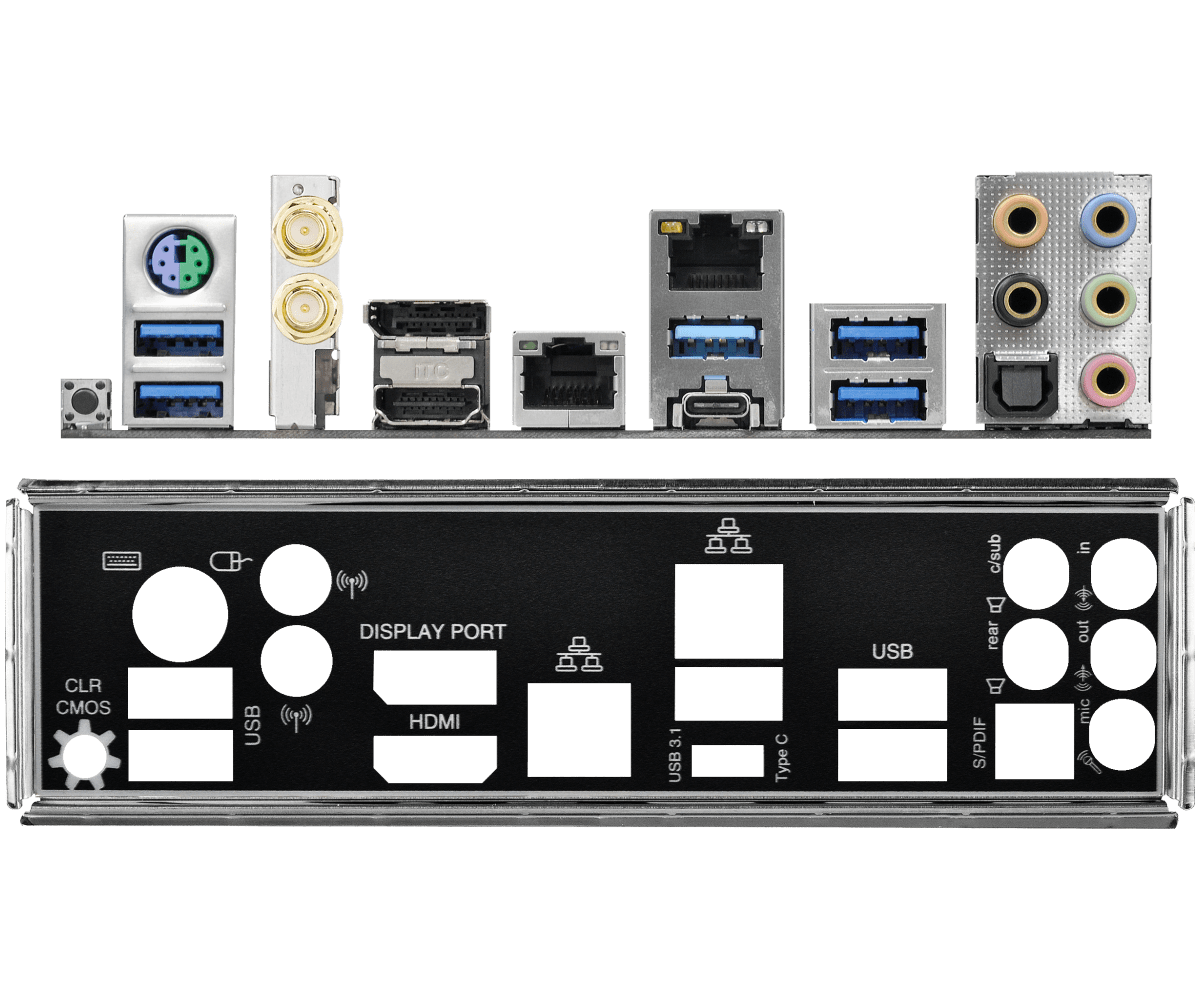 CLR
CMOS
USB
DISPLAY PORT
HDMI
USB 3.1
Type C
USB
c/sub
rear
S/PDIF
in
out
mic